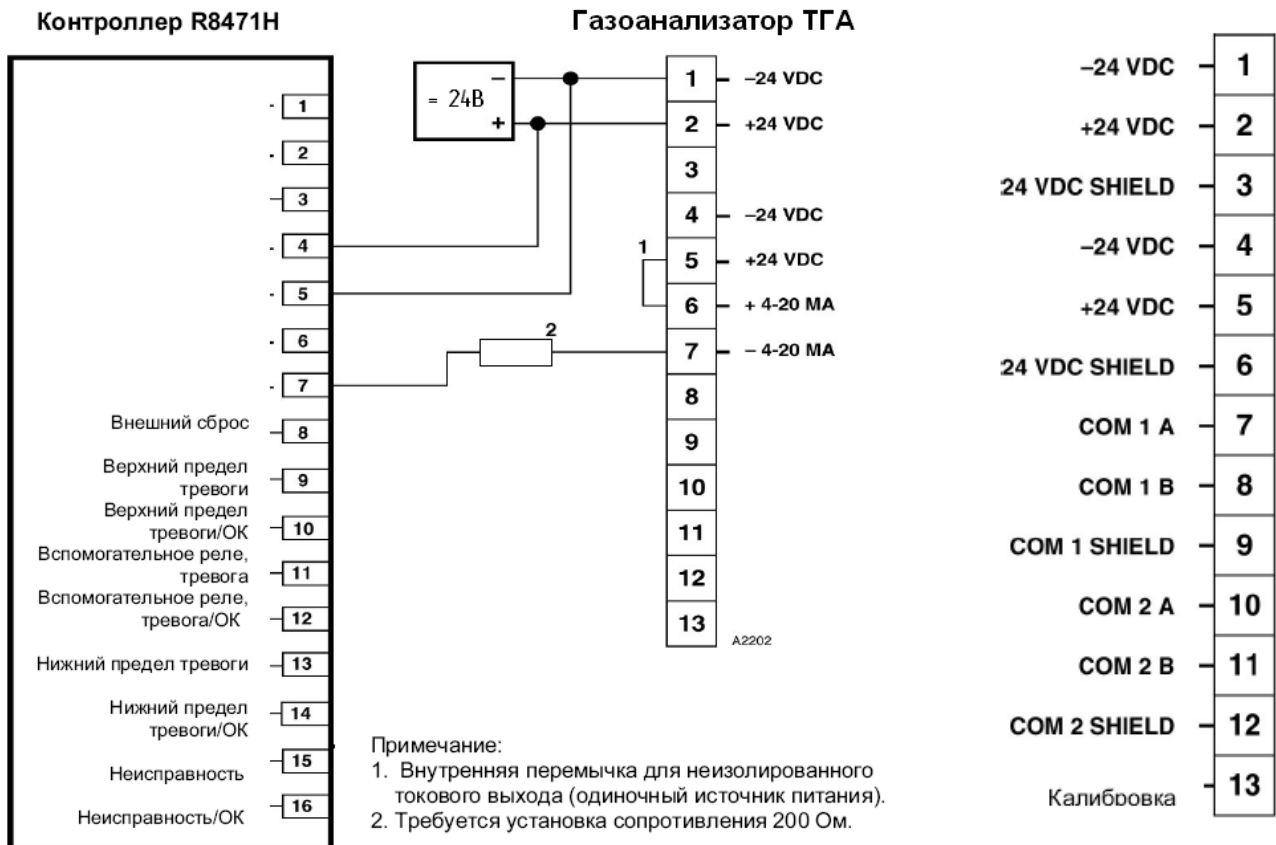 Контроллер R8471H
Газоанализатор ТГА
1
2
3
4
5
6
7
Внешний сброс
8
Верхний предел
тревоги
9
Верхний предел
тревоги/ОК
10
Вспомогательное реле,
тревога
11
Вспомогательное реле,
тревога/ОК
12
Нижний предел тревоги
13
Нижний предел
тревоги/ОК
14
Неисправность
15
Неисправность/ОК
16
= 24В
−
+
1
2
1 –24 VDC
2 +24 VDC
3
4 –24 VDC
5 +24 VDC
6 + 4-20 MA
7 – 4-20 MA
8
9
10
11
12
13
A2202
Примечание:
1. Внутренняя перемычка для неизолированного
токового выхода (одиночный источник питания).
2. Требуется установка сопротивления 200 Ом.
–24 VDC 1
+24 VDC 2
24 VDC SHIELD 3
–24 VDC 4
+24 VDC 5
24 VDC SHIELD 6
COM 1 A 7
COM 1 B 8
COM 1 SHIELD 9
COM 2 A 10
COM 2 B 11
COM 2 SHIELD 12
Калибровка 13